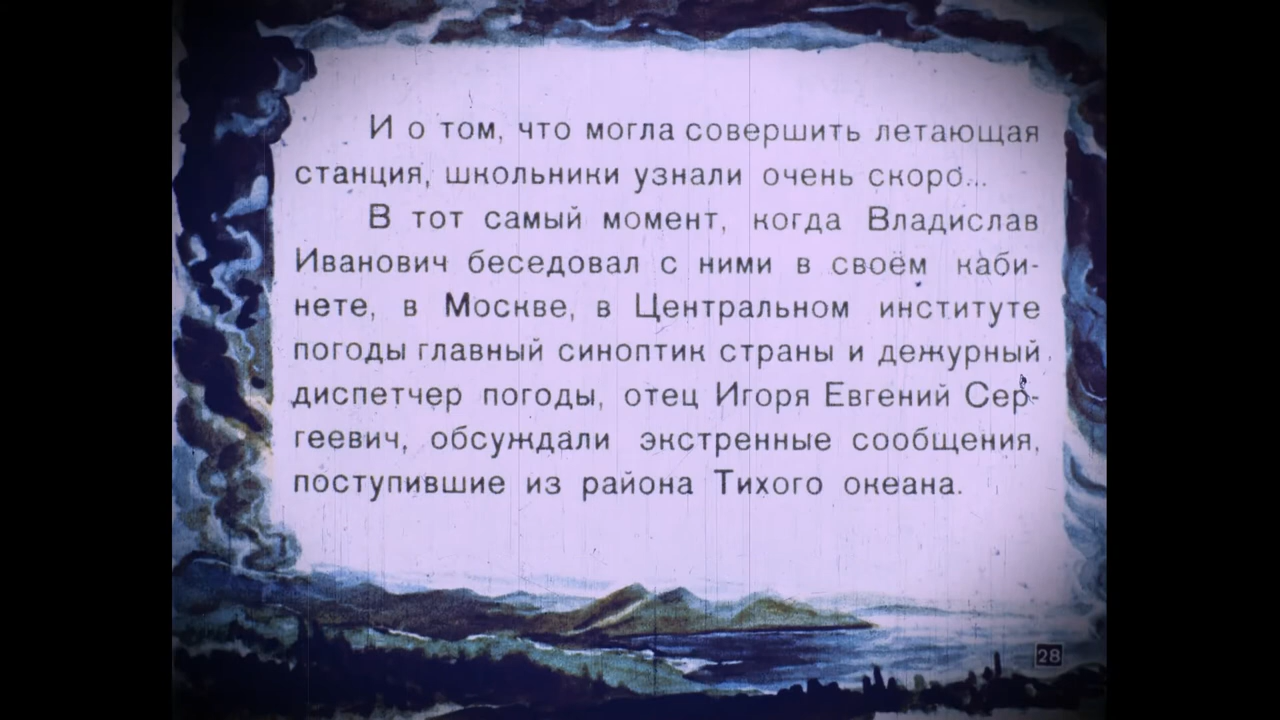 И о том, что могла совершить летающая
станция, школьники узнали очень скоро...
В тот самый момент, когда Владислав
Иванович беседовал с ними в своём каби-
нете, в Москве, в Центральном институте
погоды главный синоптик страны и дежурный
диспетчер погоды, отец Игоря Евгений Сер-
геевич, обсуждали экстренные сообщения,
поступившие из района Тихого океана.
28